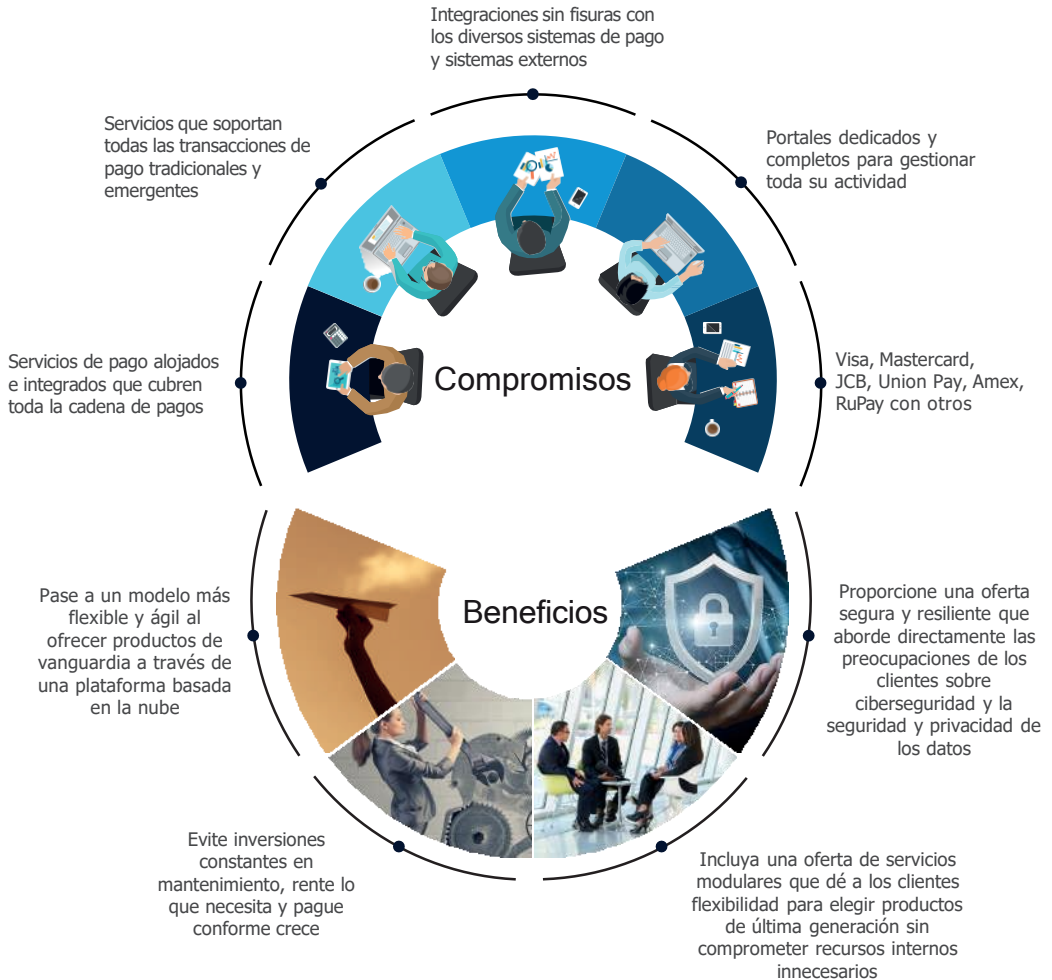 Integraciones sin fisuras con
los diversos sistemas de pago
y sistemas externos
Servicios que soportan
todas las transacciones de
pago tradicionales y
emergentes
Portales dedicados y
completos para gestionar
toda su actividad
Servicios de pago alojados
e integrados que cubren
toda la cadena de pagos
Compromisos
Visa, Mastercard,
JCB, Union Pay, Amex,
RuPay con otros
Beneficios
Pase a un modelo más
flexible y ágil al
ofrecer productos de
vanguardia a través de
una plataforma basada
en la nube
Proporcione una oferta
segura y resiliente que
aborde directamente las
preocupaciones de los
clientes sobre
ciberseguridad y la
seguridad y privacidad de
los datos
Evite inversiones
constantes en
mantenimiento, rente lo
que necesita y pague
conforme crece
Incluya una oferta de servicios
modulares que dé a los clientes
flexibilidad para elegir productos
de última generación sin
comprometer recursos internos
innecesarios